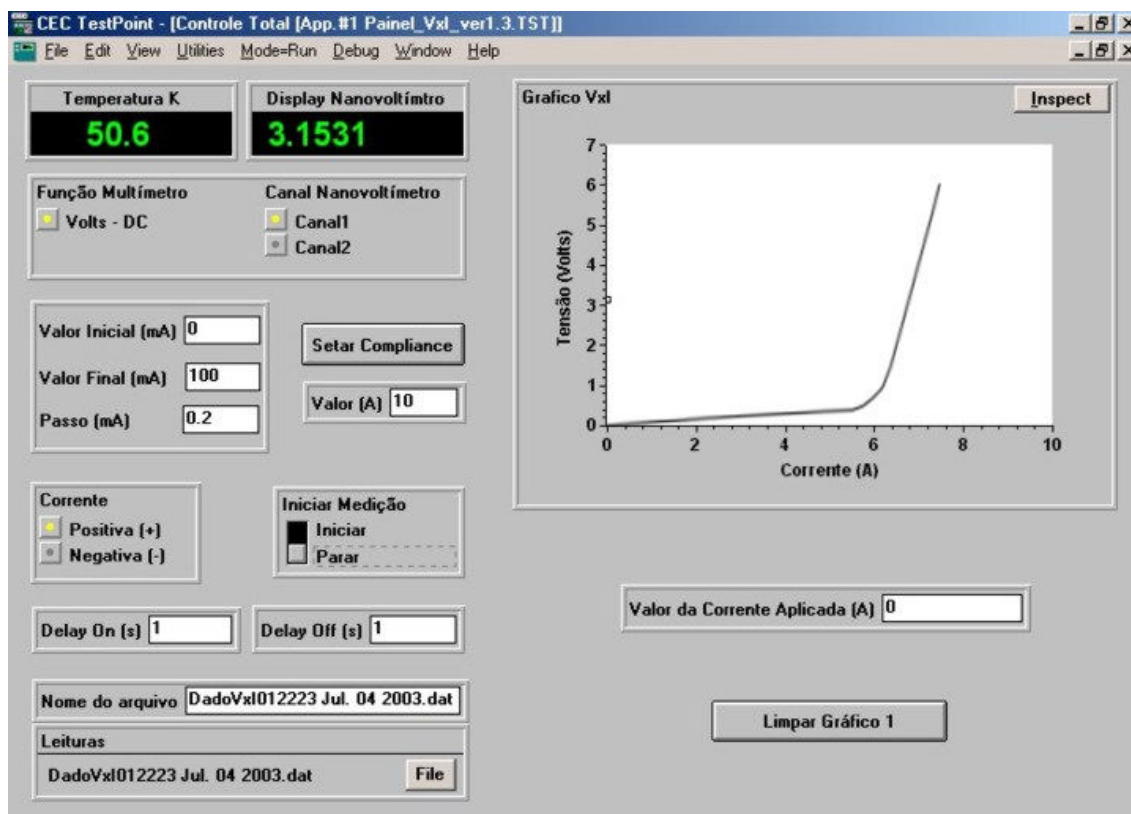 CEC TestPoint - [Controle Total [App.#1 Painel_VxI_ver1.3.TST]]
File Edit View Utilities Mode=Run Debug Window Help
Temperatura K
50.6
Display Nanovoltímtro
3.1531
Função Multímetro
Volts - DC
Canal Nanovoltímetro
Canal1
Canal2
Valor Inicial (mA) 0
Valor Final (mA) 100
Passo (mA) 0.2
Setar Compliance
Valor (A) 10
Corrente
Positiva (+)
Negativa (-)
Iniciar Medição
Iniciar
Parar
Delay On (s) 1
Delay Off (s) 1
Nome do arquivo DadoVxI012223 Jul. 04 2003.dat
Leituras
DadoVxI012223 Jul. 04 2003.dat File
Grafico VxI
Inspect
7
6
5
4
3
2
1
0
Tensão (Volts)
0 2 4 6 8 10
Corrente (A)
Valor da Corrente Aplicada (A) 0
Limpar Gráfico 1